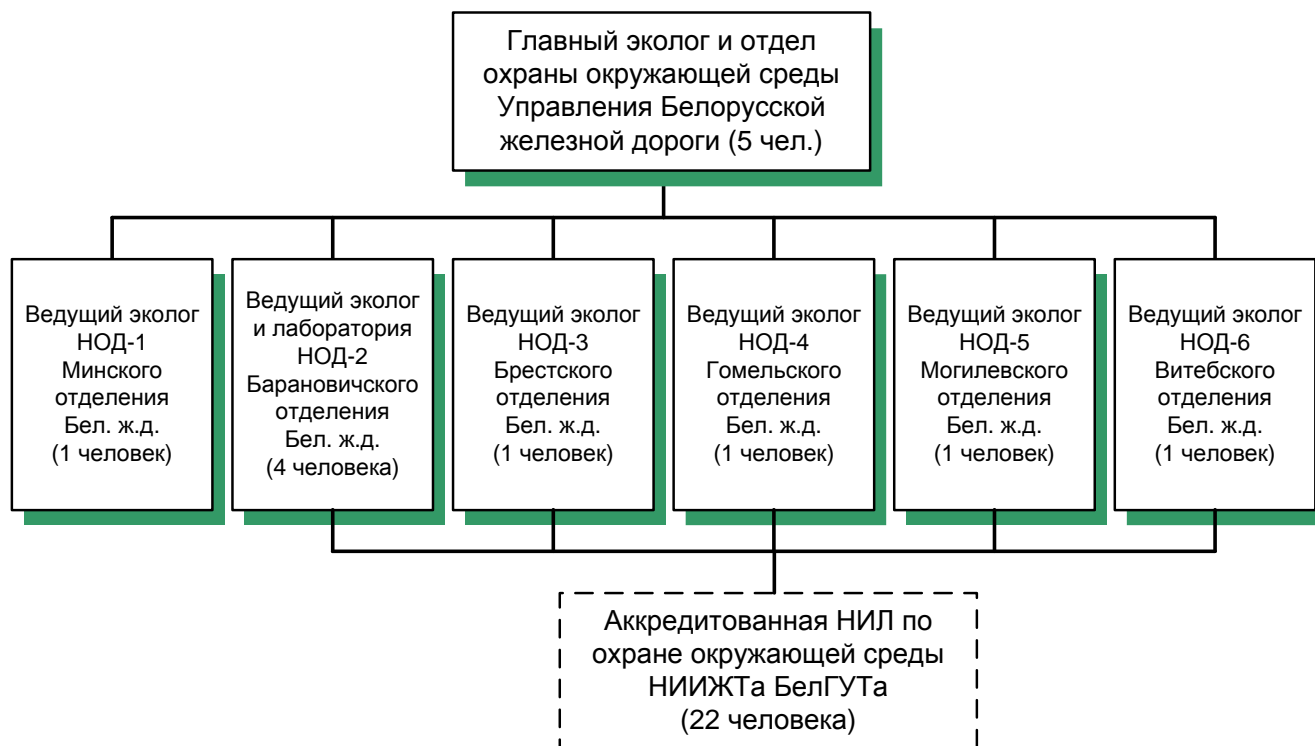 Главный эколог и отдел
охраны окружающей среды
Управления Белорусской
железной дороги (5 чел.)
Ведущий эколог
НОД-1
Минского
отделения
Бел. ж.д.
(1 человек)
Ведущий эколог
и лаборатория
НОД-2
Барановичского
отделения
Бел. ж.д.
(4 человека)
Ведущий эколог
НОД-3
Брестского
отделения
Бел. ж.д.
(1 человек)
Ведущий эколог
НОД-4
Гомельского
отделения
Бел. ж.д.
(1 человек)
Ведущий эколог
НОД-5
Могилевского
отделения
Бел. ж.д.
(1 человек)
Ведущий эколог
НОД-6
Витебского
отделения
Бел. ж.д.
(1 человек)
Аккредитованная НИЛ по
охране окружающей среды
НИИЖТа БелГУТа
(22 человека)